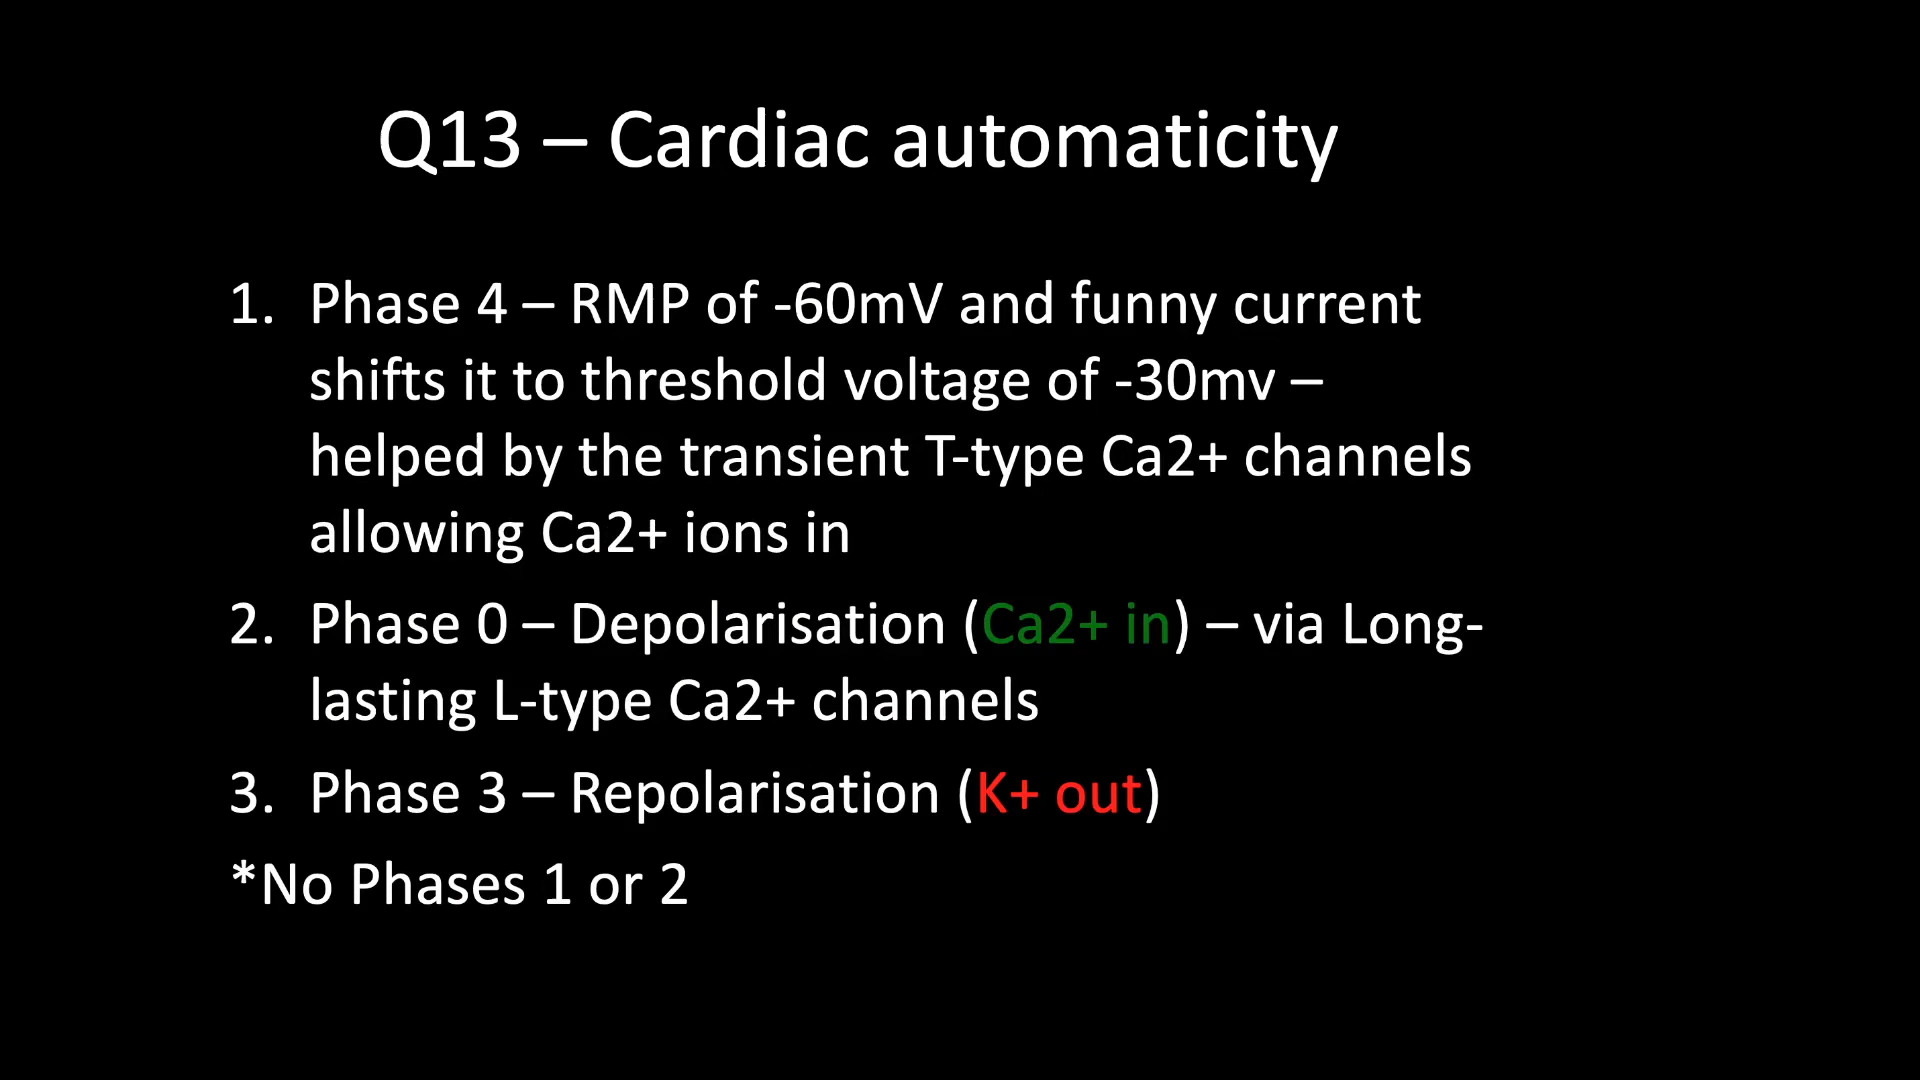 Q13 – Cardiac automaticity
1. Phase 4 – RMP of -60mV and funny current
shifts it to threshold voltage of -30mv –
helped by the transient T-type Ca2+ channels
allowing Ca2+ ions in
2. Phase 0 – Depolarisation (Ca2+ in) – via Long-
lasting L-type Ca2+ channels
3. Phase 3 – Repolarisation (K+ out)
*No Phases 1 or 2